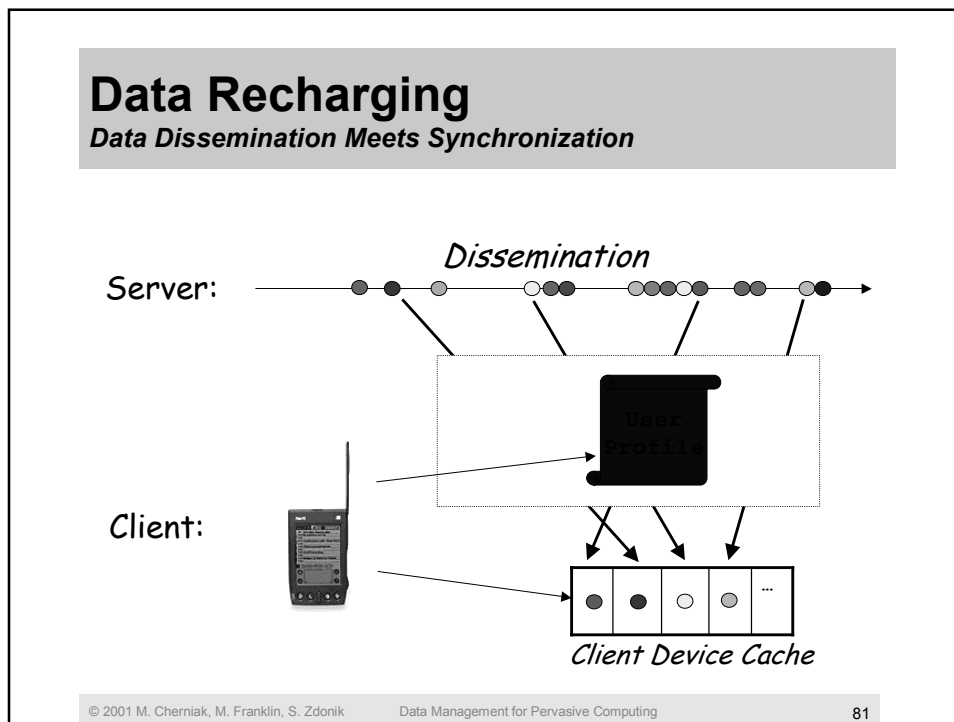 Data Recharging
Data Dissemination Meets Synchronization
Dissemination
Server:
User
Profile
Client:
...
Client Device Cache
© 2001 M. Cherniak, M. Franklin, S. Zdonik Data Management for Pervasive Computing 81